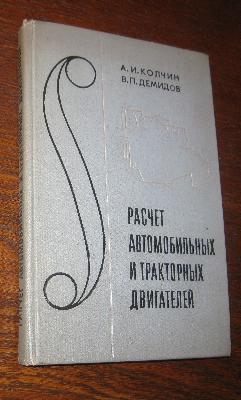 А. И. КОЛЧИН
В. П. ДЕМИДОВ
РАСЧЕТ
АВТОМОБИЛЬНЫХ
И ТРАКТОРНЫХ
ДВИГАТЕЛЕЙ